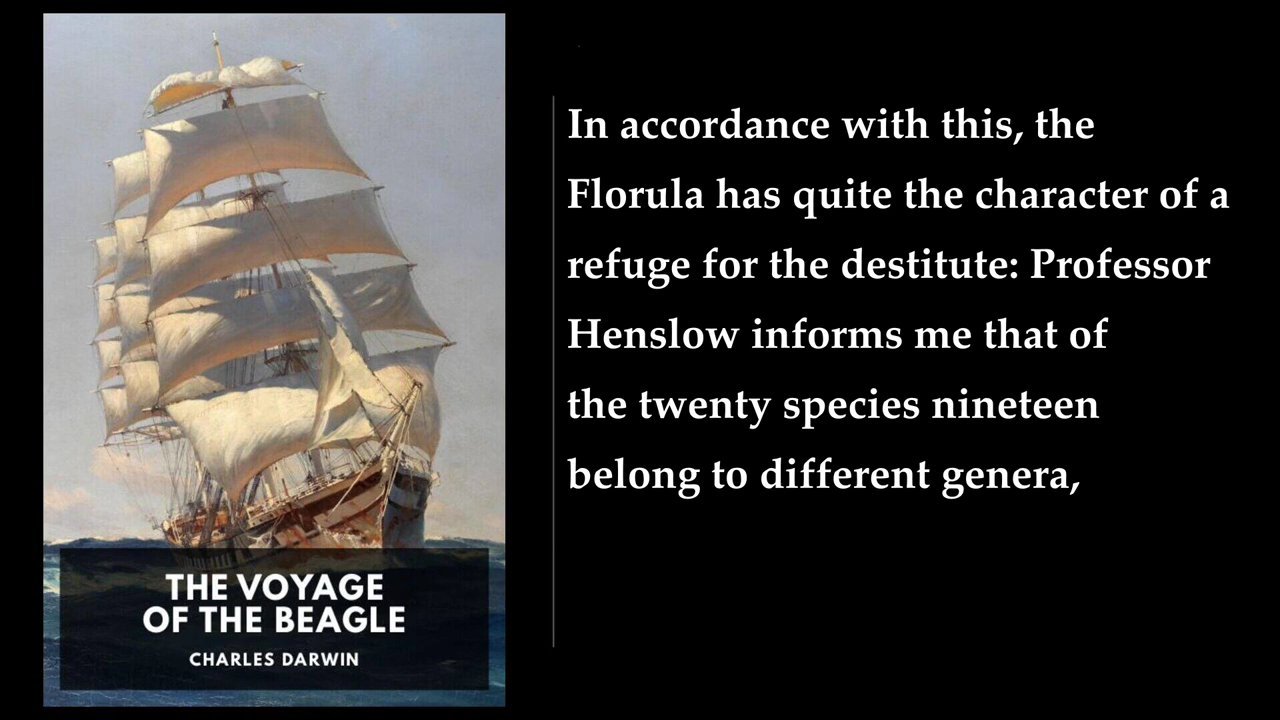 THE VOYAGE
OF THE BEAGLE
CHARLES DARWIN
In accordance with this, the
Florula has quite the character of a
refuge for the destitute: Professor
Henslow informs me that of
the twenty species nineteen
belong to different genera,